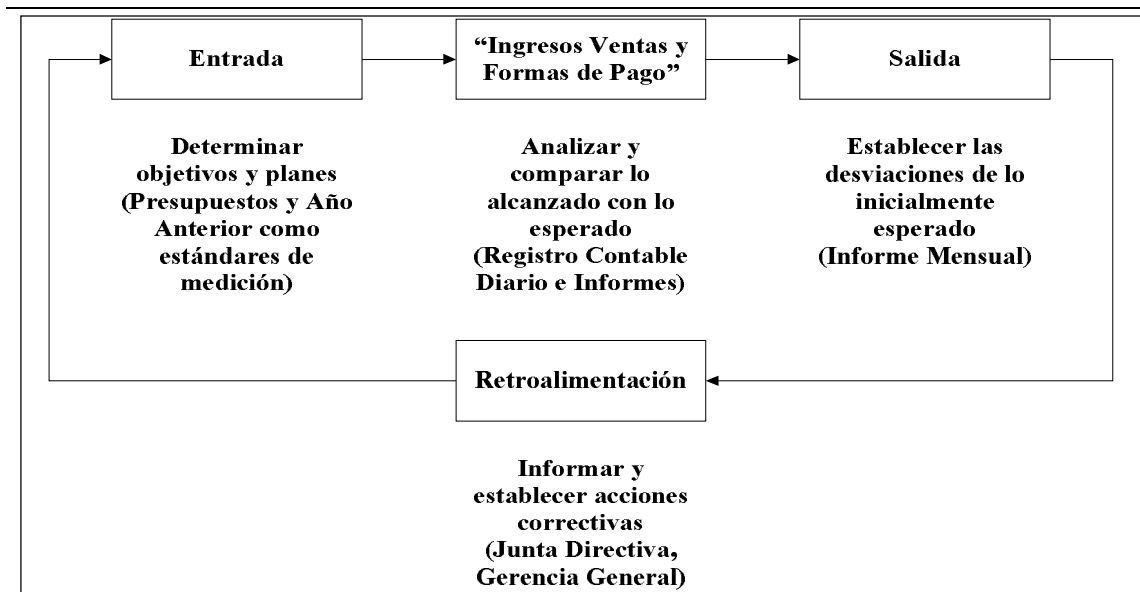 Entrada
“Ingresos Ventas y
Formas de Pago”
Salida
Determinar
objetivos y planes
(Presupuestos y Año
Anterior como
estándares de
medición)
Analizar y
comparar lo
alcanzado con lo
esperado
(Registro Contable
Diario e Informes)
Establecer las
desviaciones de lo
inicialmente
esperado
(Informe Mensual)
Retroalimentación
Informar y
establecer acciones
correctivas
(Junta Directiva,
Gerencia General)